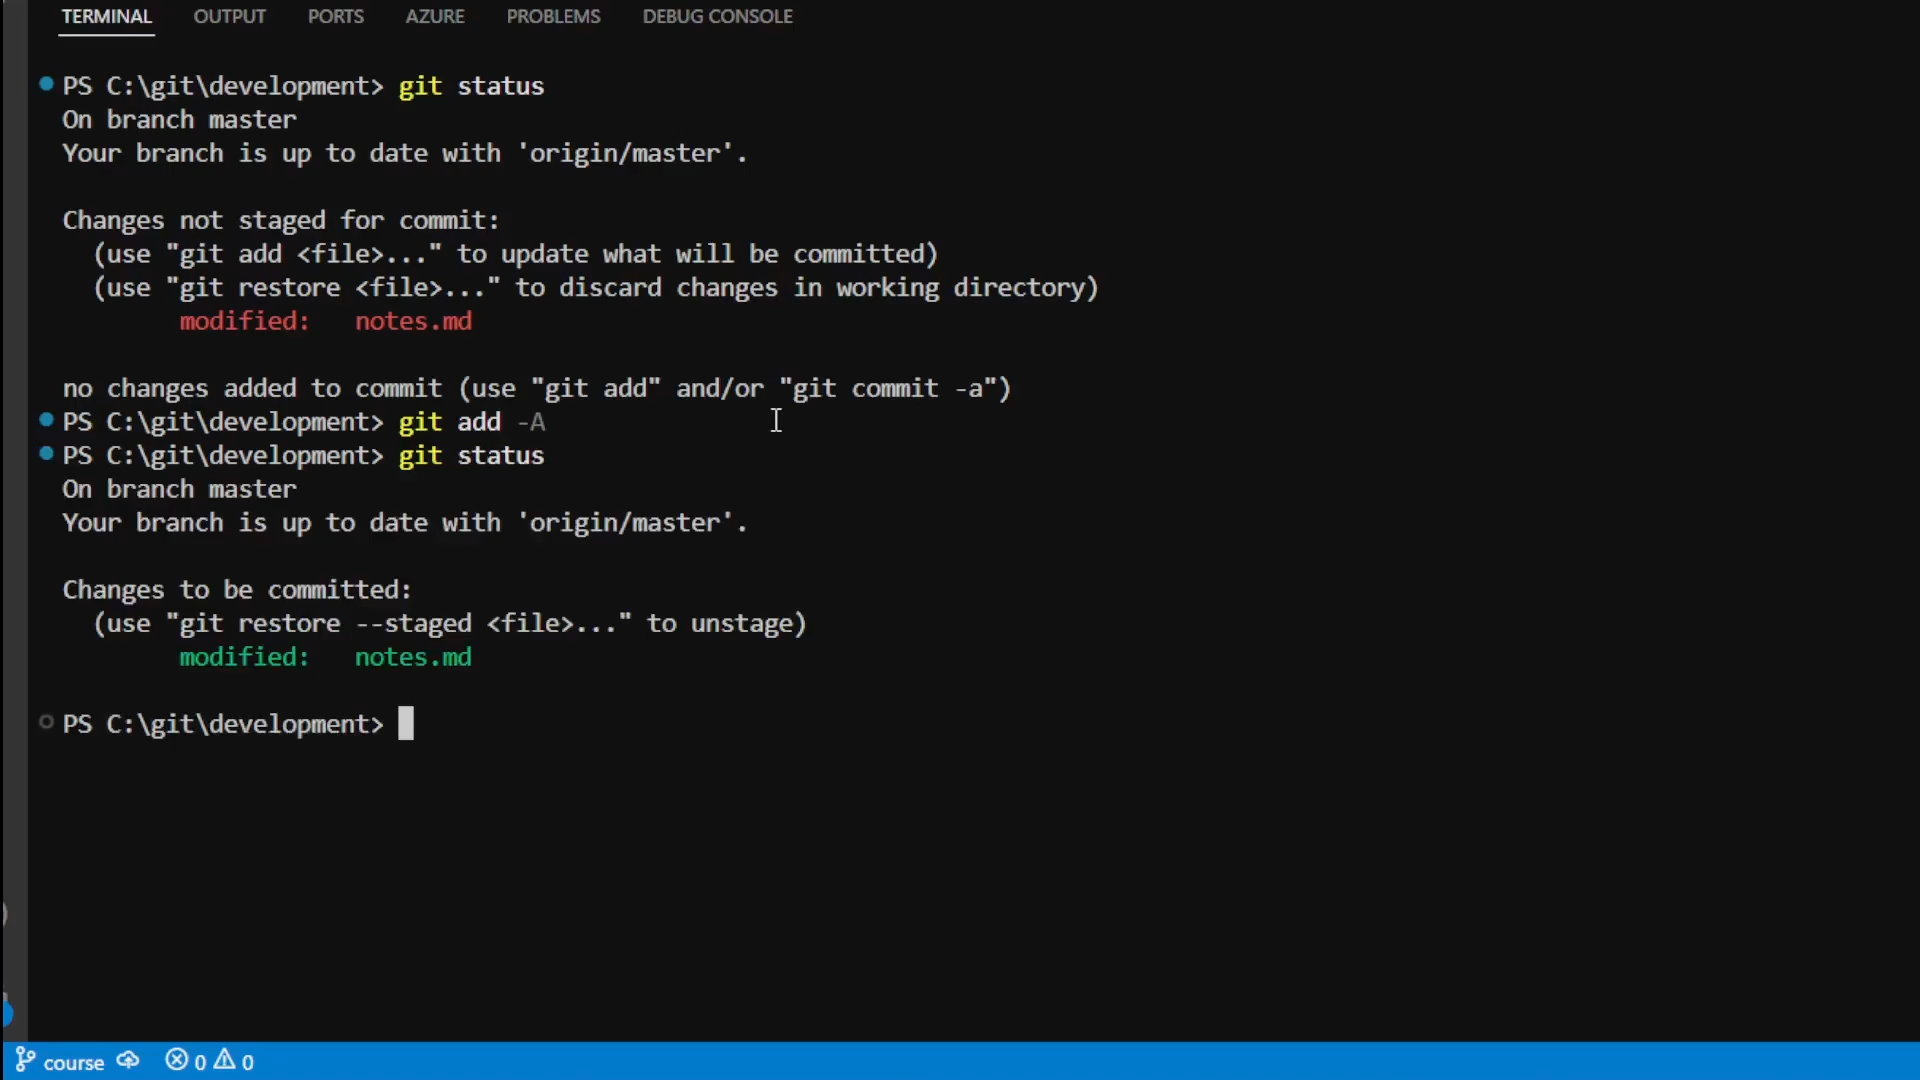 TERMINAL OUTPUT PORTS AZURE PROBLEMS DEBUG CONSOLE
PS C:\git\development> git status
On branch master
Your branch is up to date with 'origin/master'.
Changes not staged for commit:
(use "git add <file>..." to update what will be committed)
(use "git restore <file>..." to discard changes in working directory)
modified: notes.md
no changes added to commit (use "git add" and/or "git commit -a")
PS C:\git\development> git add -A
PS C:\git\development> git status
On branch master
Your branch is up to date with 'origin/master'.
Changes to be committed:
(use "git restore --staged <file>..." to unstage)
modified: notes.md
PS C:\git\development>
course 0 0